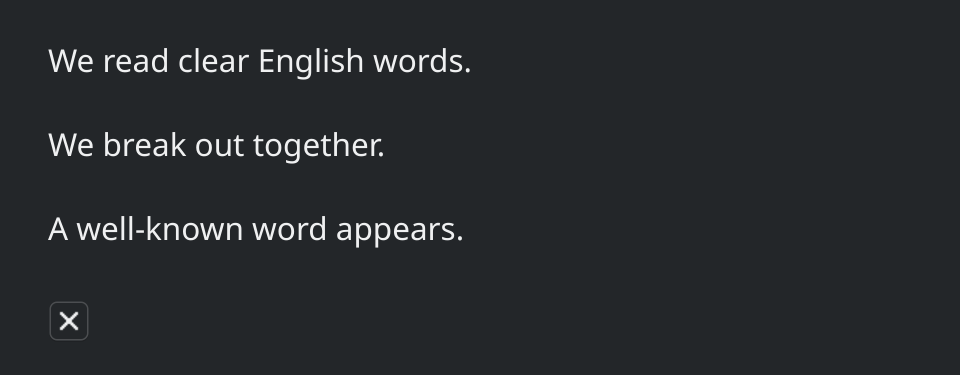 We read clear English words.
We break out together.
A well-known word appears.